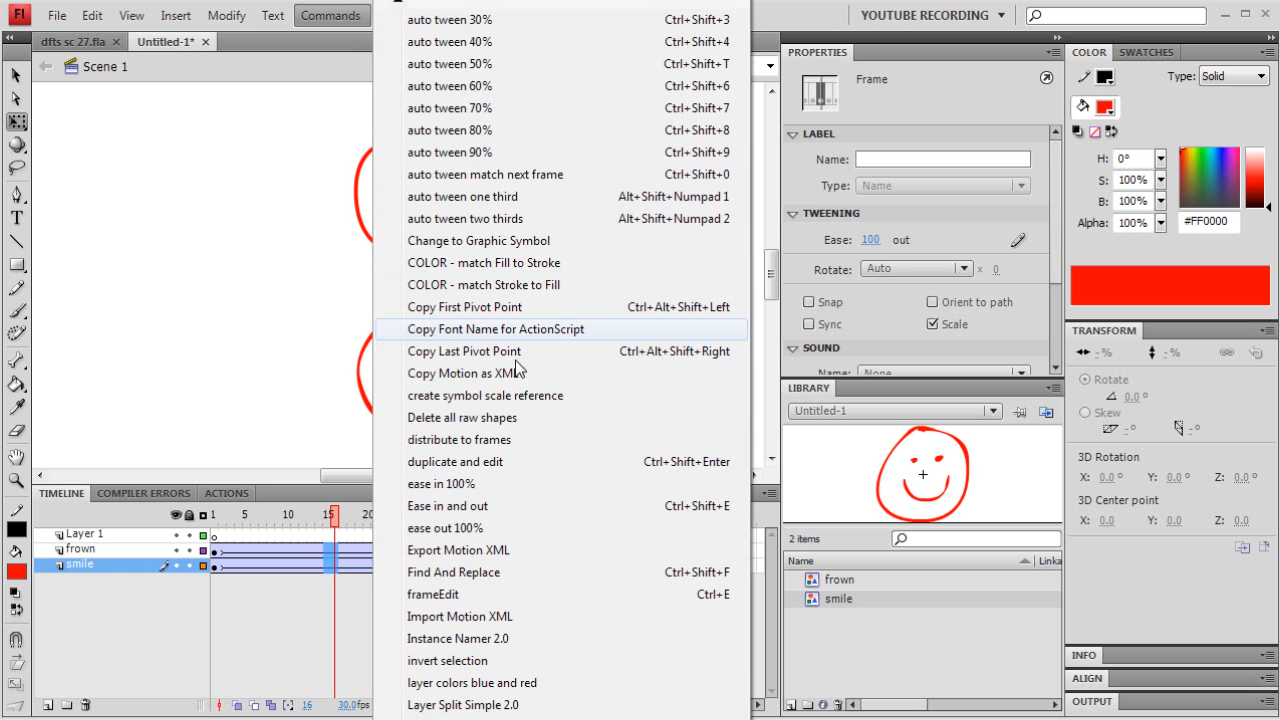 Fl File Edit View Insert Modify Text Commands YOUTUBE RECORDING
dfts sc 27.fla Untitled-1*
Scene 1
auto tween 30% Ctrl+Shift+3
auto tween 40% Ctrl+Shift+4
auto tween 50% Ctrl+Shift+T
auto tween 60% Ctrl+Shift+6
auto tween 70% Ctrl+Shift+7
auto tween 80% Ctrl+Shift+8
auto tween 90% Ctrl+Shift+9
auto tween match next frame Ctrl+Shift+0
auto tween one third Alt+Shift+Numpad 1
auto tween two thirds Alt+Shift+Numpad 2
Change to Graphic Symbol
COLOR - match Fill to Stroke
COLOR - match Stroke to Fill
Copy First Pivot Point Ctrl+Alt+Shift+Left
Copy Font Name for ActionScript
Copy Last Pivot Point Ctrl+Alt+Shift+Right
Copy Motion as XML
create symbol scale reference
Delete all raw shapes
distribute to frames
duplicate and edit Ctrl+Shift+Enter
ease in 100%
Ease in and out Ctrl+Shift+E
ease out 100%
Export Motion XML
Find And Replace Ctrl+Shift+F
frameEdit Ctrl+E
Import Motion XML
Instance Namer 2.0
invert selection
layer colors blue and red
Layer Split Simple 2.0
TIMELINE COMPILER ERRORS ACTIONS
1 5 10 15 20
Layer 1
frown
smile
16 30.0fps
PROPERTIES
Frame
LABEL
Name:
Type: Name
TWEENING
Ease: 100 out
Rotate: Auto x 0
Snap Orient to path
Sync Scale
SOUND
Name: None
LIBRARY
Untitled-1
2 items
Name Linka
frown
smile
COLOR SWATCHES
Type: Solid
H: 0°
S: 100%
B: 100%
Alpha: 100% #FF0000
TRANSFORM
- % - %
Rotate
0.0°
Skew
- ° - °
3D Rotation
X: 0.0° Y: 0.0° Z: 0.0°
3D Center point
X: 0.0 Y: 0.0 Z: 0.0
INFO
ALIGN
OUTPUT